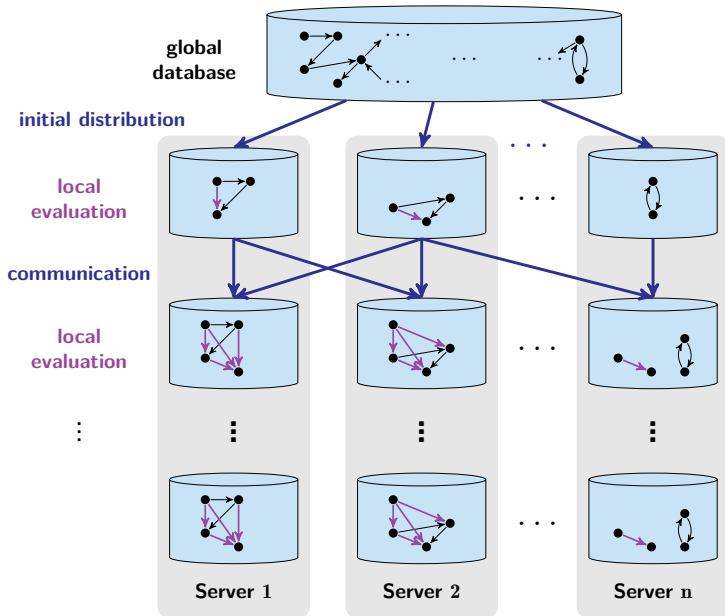 global
database
· · ·
· · ·
· · ·
· · ·
initial distribution
· · ·
local
evaluation
· · ·
communication
local
evaluation
· · ·
⋮
⋮
⋮
⋮
· · ·
Server 1
Server 2
Server n